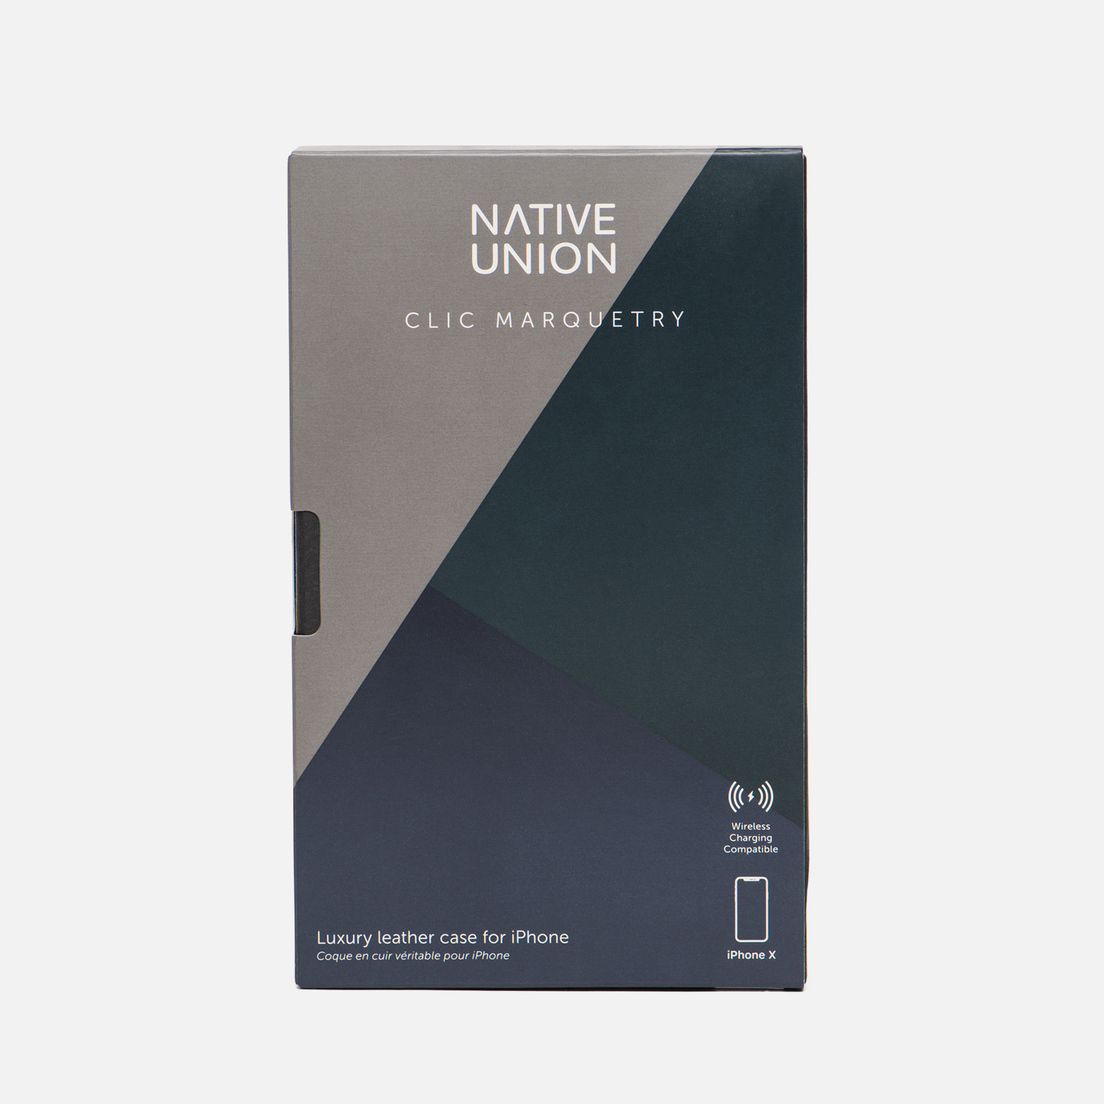 NATIVE
UNION
CLIC MARQUETRY
Wireless
Charging
Compatible
Luxury leather case for iPhone
Coque en cuir véritable pour iPhone
iPhone X